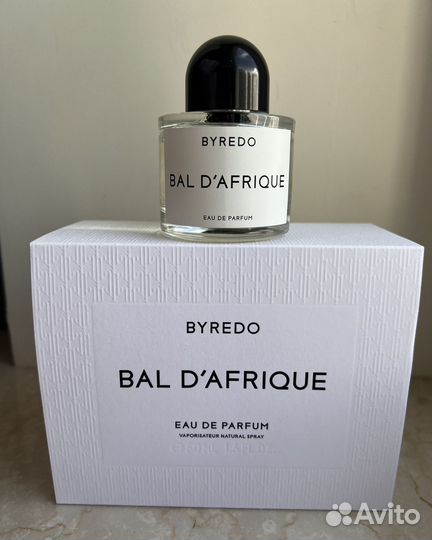 BYREDO
BAL D'AFRIQUE
EAU DE PARFUM
BYREDO
BAL D'AFRIQUE
EAU DE PARFUM
VAPORISATEUR NATURAL SPRAY
Avito